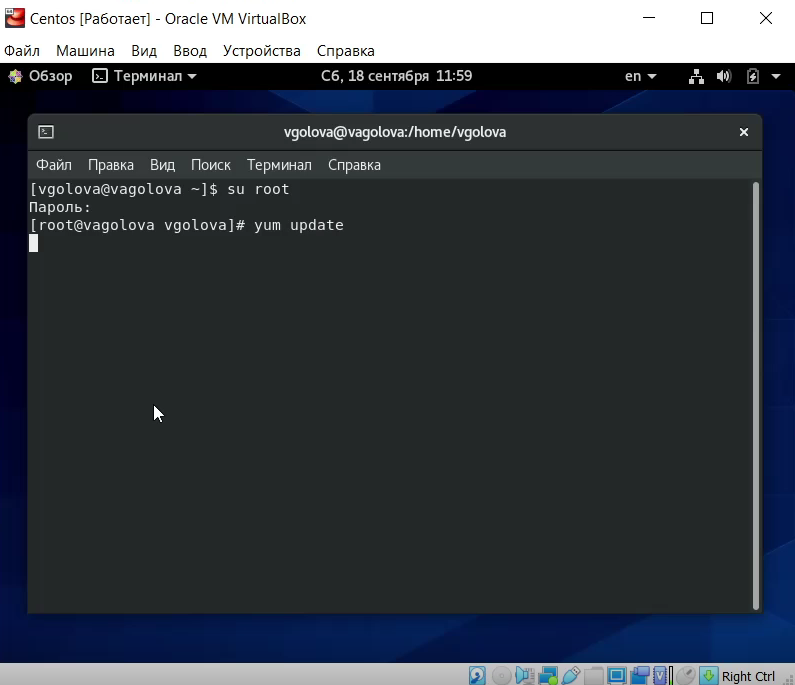 Centos [Работает] - Oracle VM VirtualBox
Файл Машина Вид Ввод Устройства Справка
Обзор Терминал Сб, 18 сентября 11:59 en
vgolova@vagolova:/home/vgolova
Файл Правка Вид Поиск Терминал Справка
[vgolova@vagolova ~]$ su root
Пароль:
[root@vagolova vgolova]# yum update
Right Ctrl